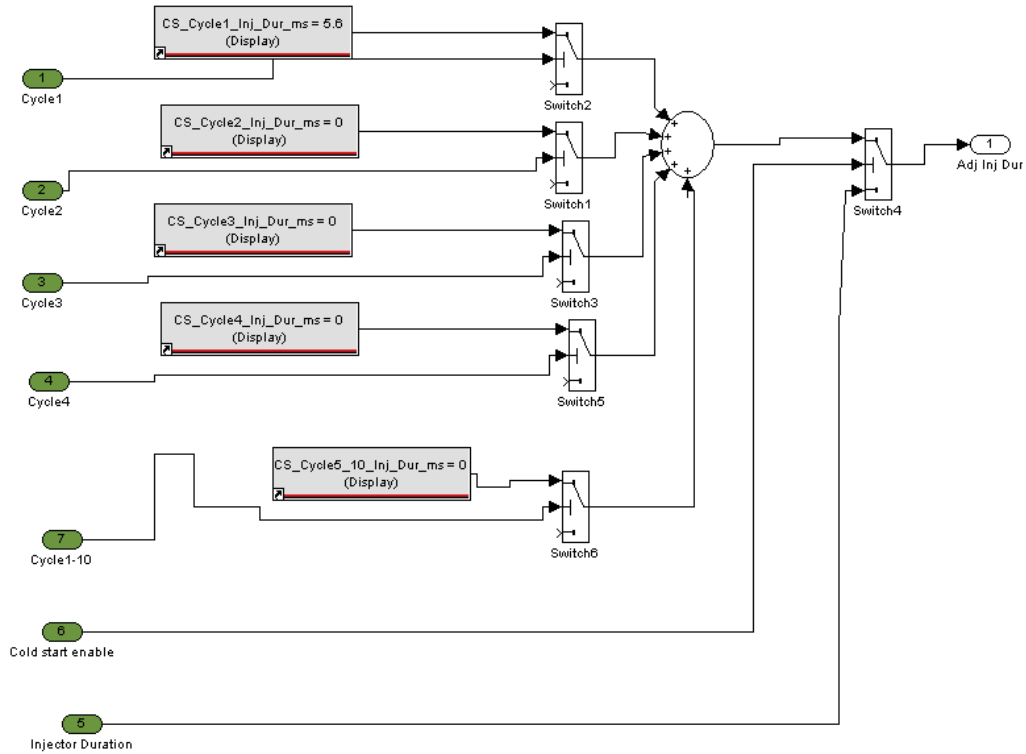 CS_Cycle1_Inj_Dur_ms = 5.6
(Display)
1
Cycle1
Switch2
CS_Cycle2_Inj_Dur_ms = 0
(Display)
2
Cycle2
Switch1
CS_Cycle3_Inj_Dur_ms = 0
(Display)
3
Cycle3
Switch3
CS_Cycle4_Inj_Dur_ms = 0
(Display)
4
Cycle4
Switch5
1
Adj Inj Dur
Switch4
CS_Cycle5_10_Inj_Dur_ms = 0
(Display)
7
Cycle1-10
Switch6
6
Cold start enable
5
Injector Duration